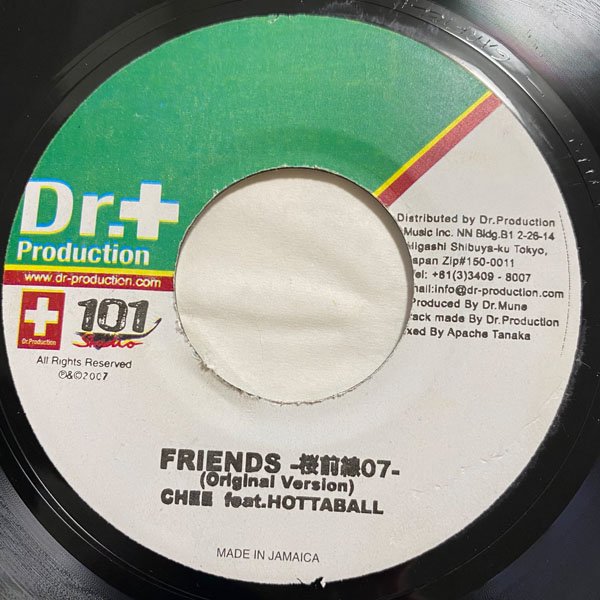 Dr.+
Production
www.dr-production.com
Dr.Production
101
Studio
All Rights Reserved
℗&©2007
Distributed by Dr.Production
Music Inc. NN Bldg.B1 2-26-14
Higashi Shibuya-ku Tokyo,
Japan Zip#150-0011
Tel: +81(3)3409 - 8007
mail:info@dr-production.com
Produced By Dr.Mune
Track made By Dr.Production
ixed By Apache Tanaka
FRIENDS -桜前線07-
(Original Version)
CHEE feat.HOTTABALL
MADE IN JAMAICA